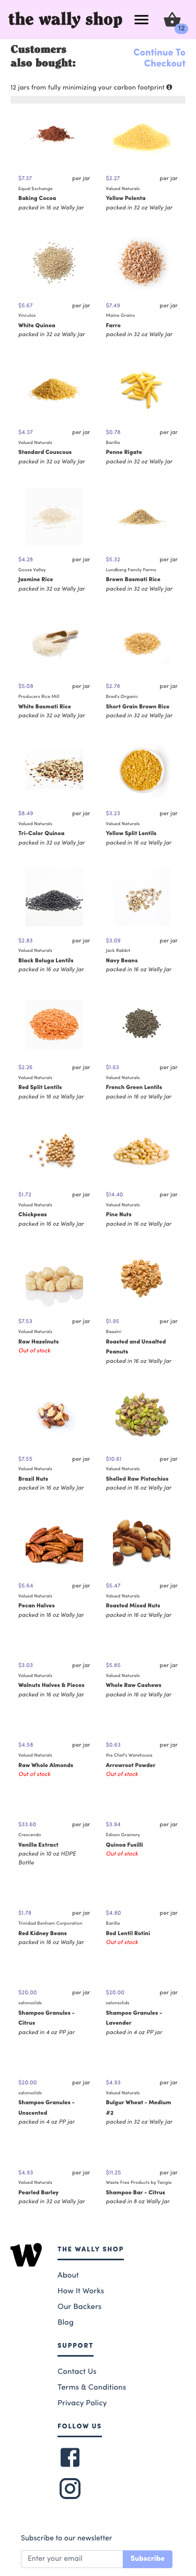 the wally shop
12
Customers also bought:
Continue To Checkout
12 jars from fully minimizing your carbon footprint
$7.37 per jar
Equal Exchange
Baking Cocoa
packed in 16 oz Wally Jar
$2.27 per jar
Valued Naturals
Yellow Polenta
packed in 32 oz Wally Jar
$5.67 per jar
Vinculos
White Quinoa
packed in 32 oz Wally Jar
$7.49 per jar
Maine Grains
Farro
packed in 32 oz Wally Jar
$4.37 per jar
Valued Naturals
Standard Couscous
packed in 32 oz Wally Jar
$0.78 per jar
Barilla
Penne Rigate
packed in 32 oz Wally Jar
$4.28 per jar
Goose Valley
Jasmine Rice
packed in 32 oz Wally Jar
$5.32 per jar
Lundberg Family Farms
Brown Basmati Rice
packed in 32 oz Wally Jar
$5.08 per jar
Producers Rice Mill
White Basmati Rice
packed in 32 oz Wally Jar
$2.78 per jar
Brad's Organic
Short Grain Brown Rice
packed in 32 oz Wally Jar
$8.49 per jar
Valued Naturals
Tri-Color Quinoa
packed in 32 oz Wally Jar
$3.23 per jar
Valued Naturals
Yellow Split Lentils
packed in 16 oz Wally Jar
$2.83 per jar
Valued Naturals
Black Beluga Lentils
packed in 16 oz Wally Jar
$3.09 per jar
Jack Rabbit
Navy Beans
packed in 16 oz Wally Jar
$2.26 per jar
Valued Naturals
Red Split Lentils
packed in 16 oz Wally Jar
$1.63 per jar
Valued Naturals
French Green Lentils
packed in 16 oz Wally Jar
$1.72 per jar
Valued Naturals
Chickpeas
packed in 16 oz Wally Jar
$14.40 per jar
Valued Naturals
Pine Nuts
packed in 16 oz Wally Jar
$7.53 per jar
Valued Naturals
Raw Hazelnuts
Out of stock
$1.95 per jar
Bazzini
Roasted and Unsalted Peanuts
packed in 16 oz Wally Jar
$7.55 per jar
Valued Naturals
Brazil Nuts
packed in 16 oz Wally Jar
$10.61 per jar
Valued Naturals
Shelled Raw Pistachios
packed in 16 oz Wally Jar
$5.64 per jar
Valued Naturals
Pecan Halves
packed in 16 oz Wally Jar
$5.47 per jar
Valued Naturals
Roasted Mixed Nuts
packed in 16 oz Wally Jar
$3.03 per jar
Valued Naturals
Walnuts Halves & Pieces
packed in 16 oz Wally Jar
$5.85 per jar
Valued Naturals
Whole Raw Cashews
packed in 16 oz Wally Jar
$4.58 per jar
Valued Naturals
Raw Whole Almonds
Out of stock
$0.63 per jar
the Chef's Warehouse
Arrowroot Powder
Out of stock
$33.60 per jar
Crescendo
Vanilla Extract
packed in 10 oz HDPE Bottle
$3.94 per jar
Edison Grainery
Quinoa Fusilli
Out of stock
$1.78 per jar
Trinidad Benham Corporation
Red Kidney Beans
packed in 16 oz Wally Jar
$4.80 per jar
Barilla
Red Lentil Rotini
Out of stock
$20.00 per jar
salonsolids
Shampoo Granules - Citrus
packed in 4 oz PP jar
$20.00 per jar
salonsolids
Shampoo Granules - Lavender
packed in 4 oz PP jar
$20.00 per jar
salonsolids
Shampoo Granules - Unscented
packed in 4 oz PP jar
$4.93 per jar
Valued Naturals
Bulgur Wheat - Medium #2
packed in 32 oz Wally Jar
$4.93 per jar
Valued Naturals
Pearled Barley
packed in 32 oz Wally Jar
$11.25 per jar
Waste Free Products by Tangie
Shampoo Bar - Citrus
packed in 8 oz Wally Jar
W
THE WALLY SHOP
About
How It Works
Our Backers
Blog
SUPPORT
Contact Us
Terms & Conditions
Privacy Policy
FOLLOW US
Subscribe to our newsletter
Enter your email
Subscribe